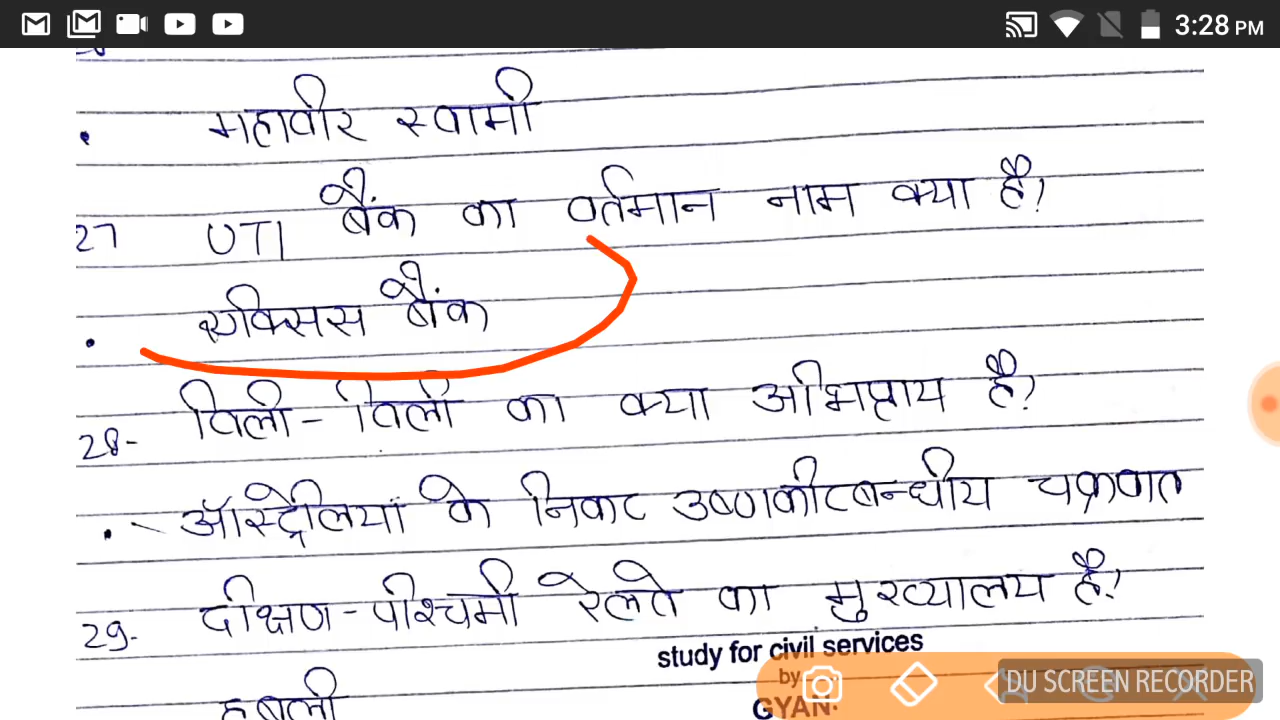 3:28 PM
महावीर स्वामी
27 UTI बैंक का वर्तमान नाम क्या है?
एक्सिस बैंक
28- विली-विली का क्या अभिप्राय है?
ऑस्ट्रेलिया के निकट उष्णकटिबन्धीय चक्रवात
29- दक्षिण-पश्चिमी रेलवे का मुख्यालय है?
study for civil services
by
GYAN
हुबली
DU SCREEN RECORDER